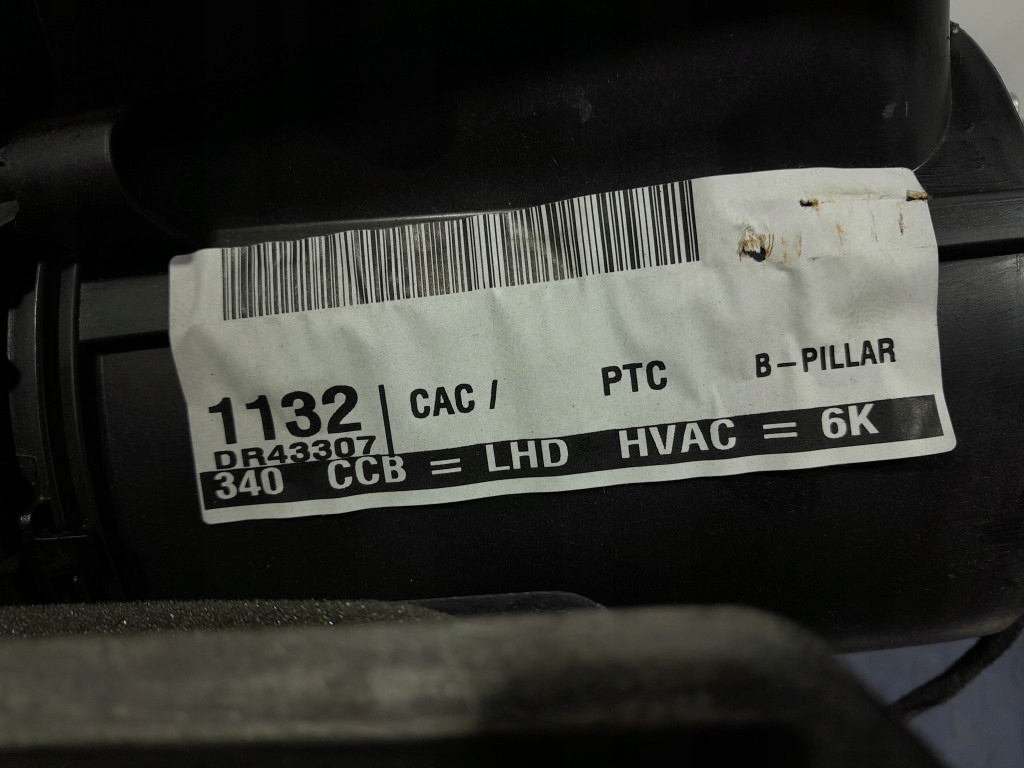 1132 CAC / PTC B-PILLAR
DR43307
340 CCB = LHD HVAC = 6K